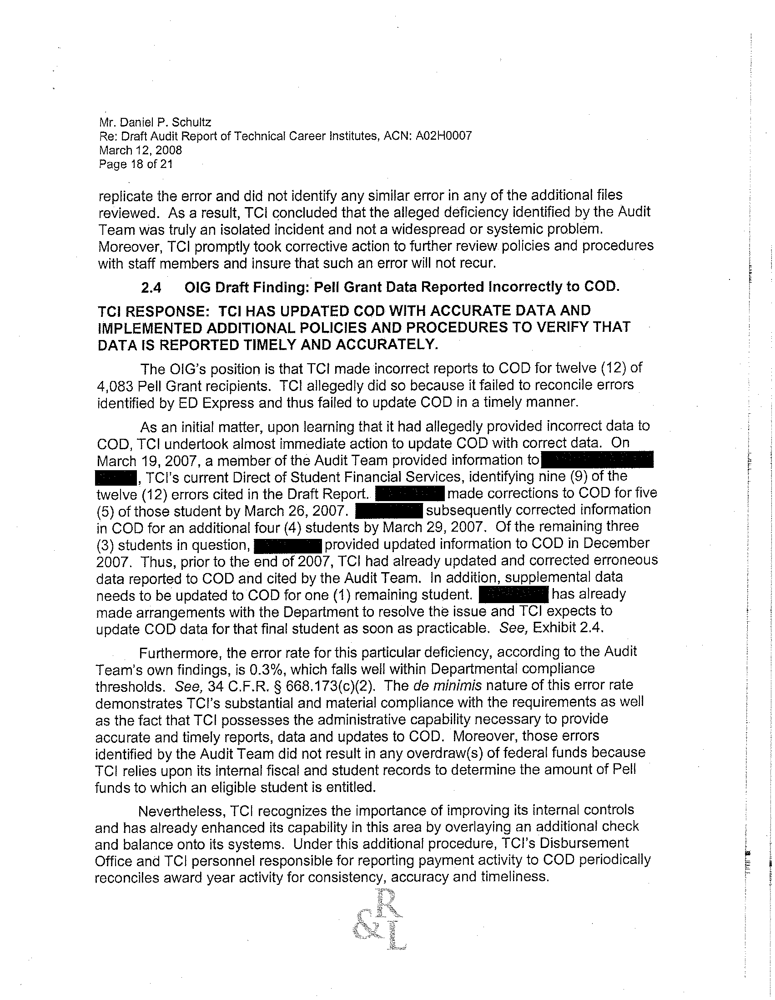 Mr. Daniel P. Schultz
Re: Draft Audit Report of Technical Career Institutes, ACN: A02H0007
March 12, 2008
Page 18 of 21
replicate the error and did not identify any similar error in any of the additional files
reviewed.  As a result, TCI concluded that the alleged deficiency identified by the Audit
Team was truly an isolated incident and not a widespread or systemic problem.
Moreover, TCI promptly took corrective action to further review policies and procedures
with staff members and insure that such an error will not recur.
2.4 OIG Draft Finding: Pell Grant Data Reported Incorrectly to COD.
TCI RESPONSE:  TCI HAS UPDATED COD WITH ACCURATE DATA AND
IMPLEMENTED ADDITIONAL POLICIES AND PROCEDURES TO VERIFY THAT
DATA IS REPORTED TIMELY AND ACCURATELY.
The OIG's position is that TCI made incorrect reports to COD for twelve (12) of
4,083 Pell Grant recipients.  TCI allegedly did so because it failed to reconcile errors
identified by ED Express and thus failed to update COD in a timely manner.
As an initial matter, upon learning that it had allegedly provided incorrect data to
COD, TCI undertook almost immediate action to update COD with correct data.  On
March 19, 2007, a member of the Audit Team provided information to
, TCI's current Direct of Student Financial Services, identifying nine (9) of the
twelve (12) errors cited in the Draft Report. made corrections to COD for five
(5) of those student by March 26, 2007. subsequently corrected information
in COD for an additional four (4) students by March 29, 2007.  Of the remaining three
(3) students in question, provided updated information to COD in December
2007.  Thus, prior to the end of 2007, TCI had already updated and corrected erroneous
data reported to COD and cited by the Audit Team.  In addition, supplemental data
needs to be updated to COD for one (1) remaining student. has already
made arrangements with the Department to resolve the issue and TCI expects to
update COD data for that final student as soon as practicable.  See, Exhibit 2.4.
Furthermore, the error rate for this particular deficiency, according to the Audit
Team's own findings, is 0.3%, which falls well within Departmental compliance
thresholds.  See, 34 C.F.R. § 668.173(c)(2).  The de minimis nature of this error rate
demonstrates TCI's substantial and material compliance with the requirements as well
as the fact that TCI possesses the administrative capability necessary to provide
accurate and timely reports, data and updates to COD.  Moreover, those errors
identified by the Audit Team did not result in any overdraw(s) of federal funds because
TCI relies upon its internal fiscal and student records to determine the amount of Pell
funds to which an eligible student is entitled.
Nevertheless, TCI recognizes the importance of improving its internal controls
and has already enhanced its capability in this area by overlaying an additional check
and balance onto its systems.  Under this additional procedure, TCI's Disbursement
Office and TCI personnel responsible for reporting payment activity to COD periodically
reconciles award year activity for consistency, accuracy and timeliness.
R
&L